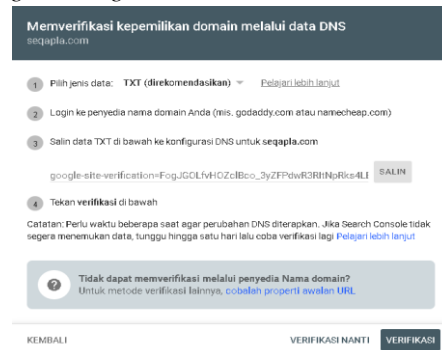 Memverifikasi kepemilikan domain melalui data DNS
seqapla.com
1 Pilih jenis data: TXT (direkomendasikan) Pelajari lebih lanjut
2 Login ke penyedia nama domain Anda (mis. godaddy.com atau namecheap.com)
3 Salin data TXT di bawah ke konfigurasi DNS untuk seqapla.com
google-site-verification=FogJGOLfvHOZclBco_3yZFPdwR3RItNpRks4LE SALIN
4 Tekan verifikasi di bawah
Catatan: Perlu waktu beberapa saat agar perubahan DNS diterapkan. Jika Search Console tidak
segera menemukan data, tunggu hingga satu hari lalu coba verifikasi lagi Pelajari lebih lanjut
Tidak dapat memverifikasi melalui penyedia Nama domain?
Untuk metode verifikasi lainnya, cobalah properti awalan URL
KEMBALI VERIFIKASI NANTI VERIFIKASI